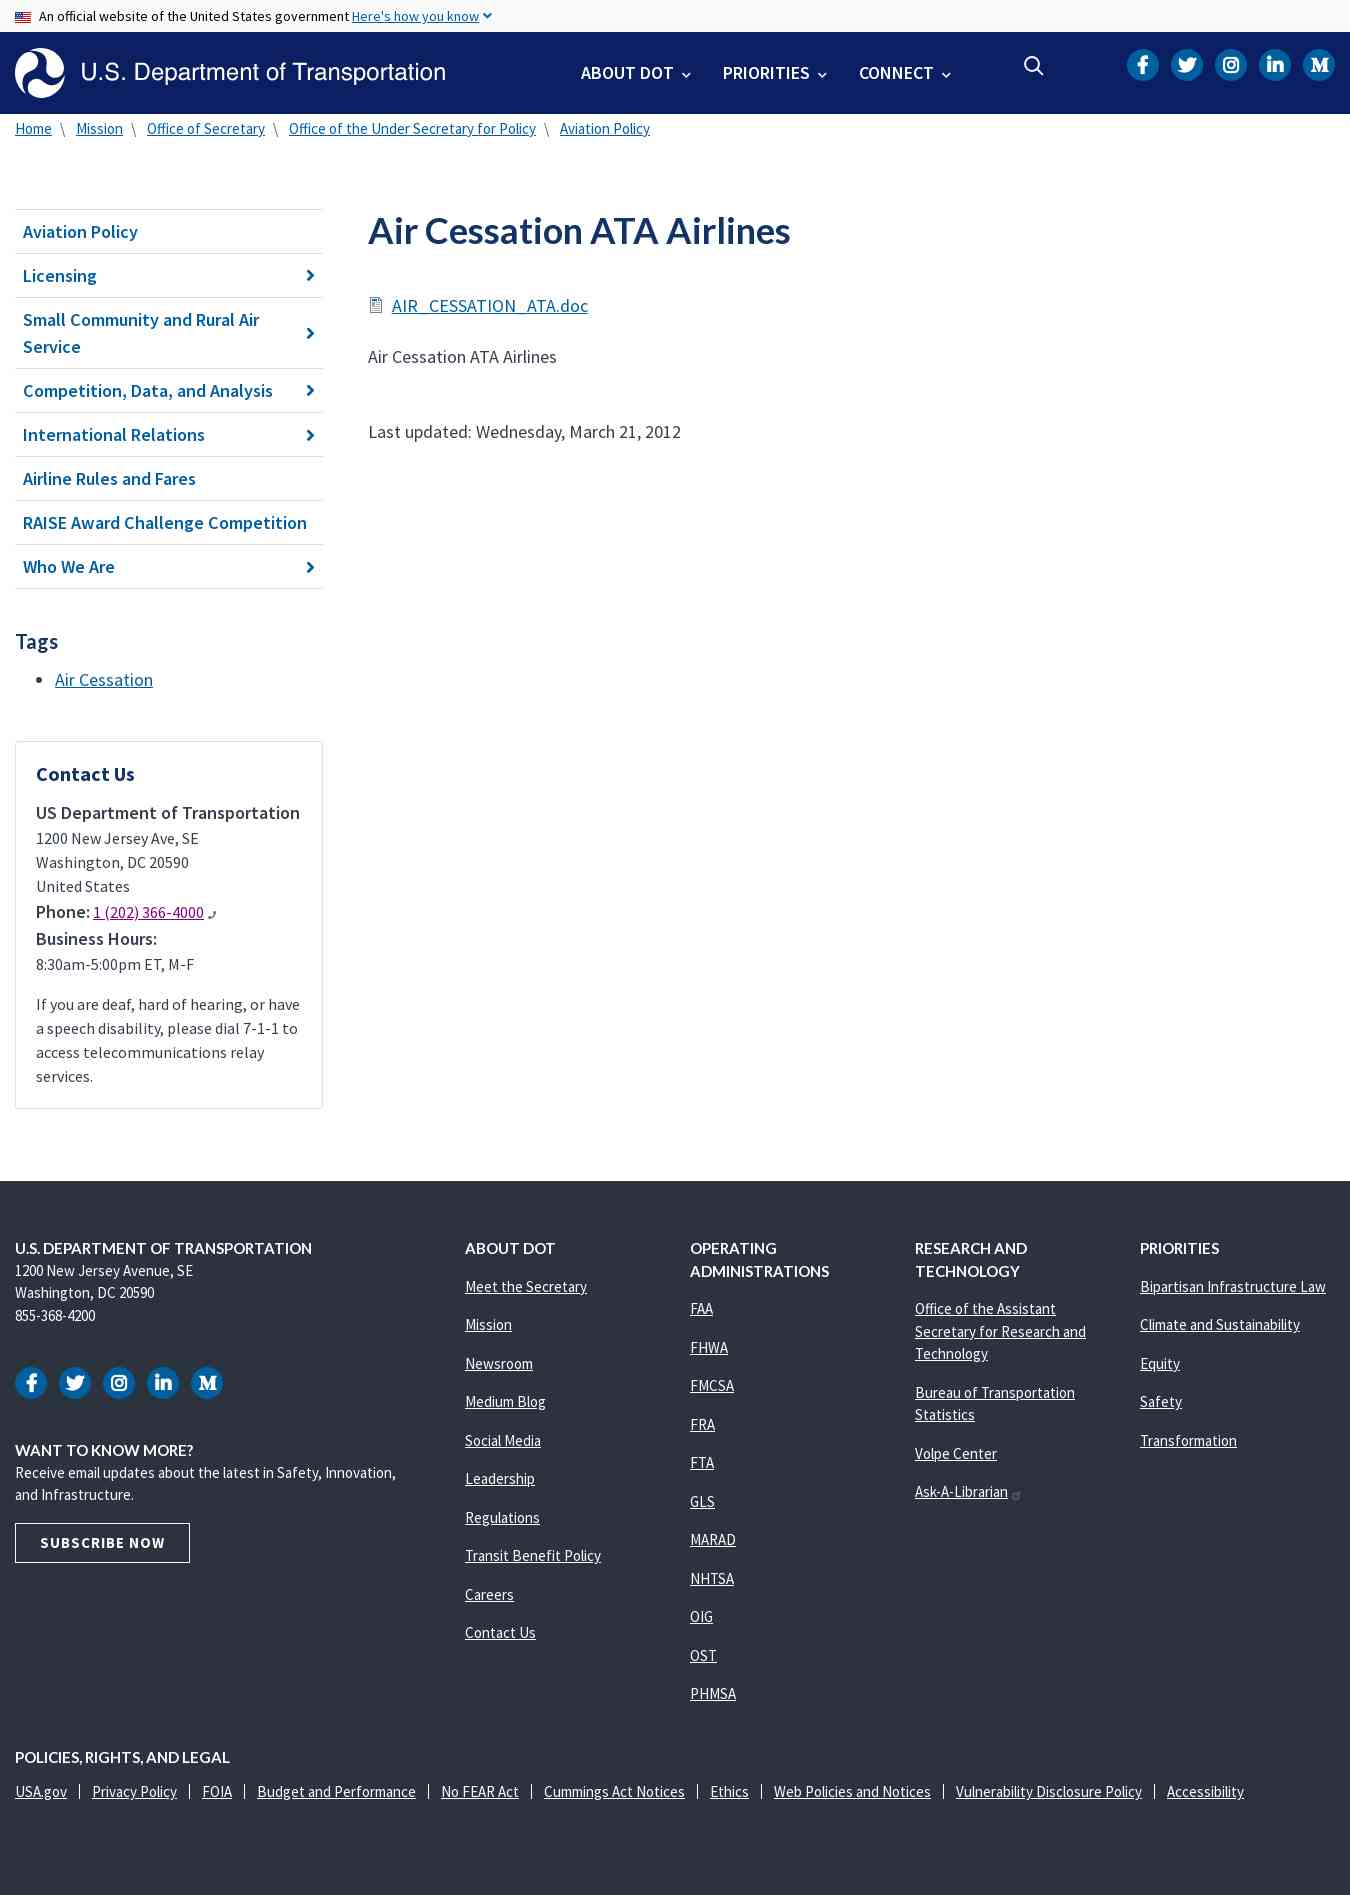 An official website of the United States government Here's how you know
U.S. Department of Transportation
ABOUT DOT
PRIORITIES
CONNECT
Home \ Mission \ Office of Secretary \ Office of the Under Secretary for Policy \ Aviation Policy
Aviation Policy
Licensing
Small Community and Rural Air
Service
Competition, Data, and Analysis
International Relations
Airline Rules and Fares
RAISE Award Challenge Competition
Who We Are
Tags
Air Cessation
Contact Us
US Department of Transportation
1200 New Jersey Ave, SE
Washington, DC 20590
United States
Phone: 1 (202) 366-4000
Business Hours:
8:30am-5:00pm ET, M-F
If you are deaf, hard of hearing, or have
a speech disability, please dial 7-1-1 to
access telecommunications relay
services.
Air Cessation ATA Airlines
AIR_CESSATION_ATA.doc
Air Cessation ATA Airlines
Last updated: Wednesday, March 21, 2012
U.S. DEPARTMENT OF TRANSPORTATION
1200 New Jersey Avenue, SE
Washington, DC 20590
855-368-4200
WANT TO KNOW MORE?
Receive email updates about the latest in Safety, Innovation,
and Infrastructure.
SUBSCRIBE NOW
ABOUT DOT
Meet the Secretary
Mission
Newsroom
Medium Blog
Social Media
Leadership
Regulations
Transit Benefit Policy
Careers
Contact Us
OPERATING
ADMINISTRATIONS
FAA
FHWA
FMCSA
FRA
FTA
GLS
MARAD
NHTSA
OIG
OST
PHMSA
RESEARCH AND
TECHNOLOGY
Office of the Assistant
Secretary for Research and
Technology
Bureau of Transportation
Statistics
Volpe Center
Ask-A-Librarian
PRIORITIES
Bipartisan Infrastructure Law
Climate and Sustainability
Equity
Safety
Transformation
POLICIES, RIGHTS, AND LEGAL
USA.gov | Privacy Policy | FOIA | Budget and Performance | No FEAR Act | Cummings Act Notices | Ethics | Web Policies and Notices | Vulnerability Disclosure Policy | Accessibility